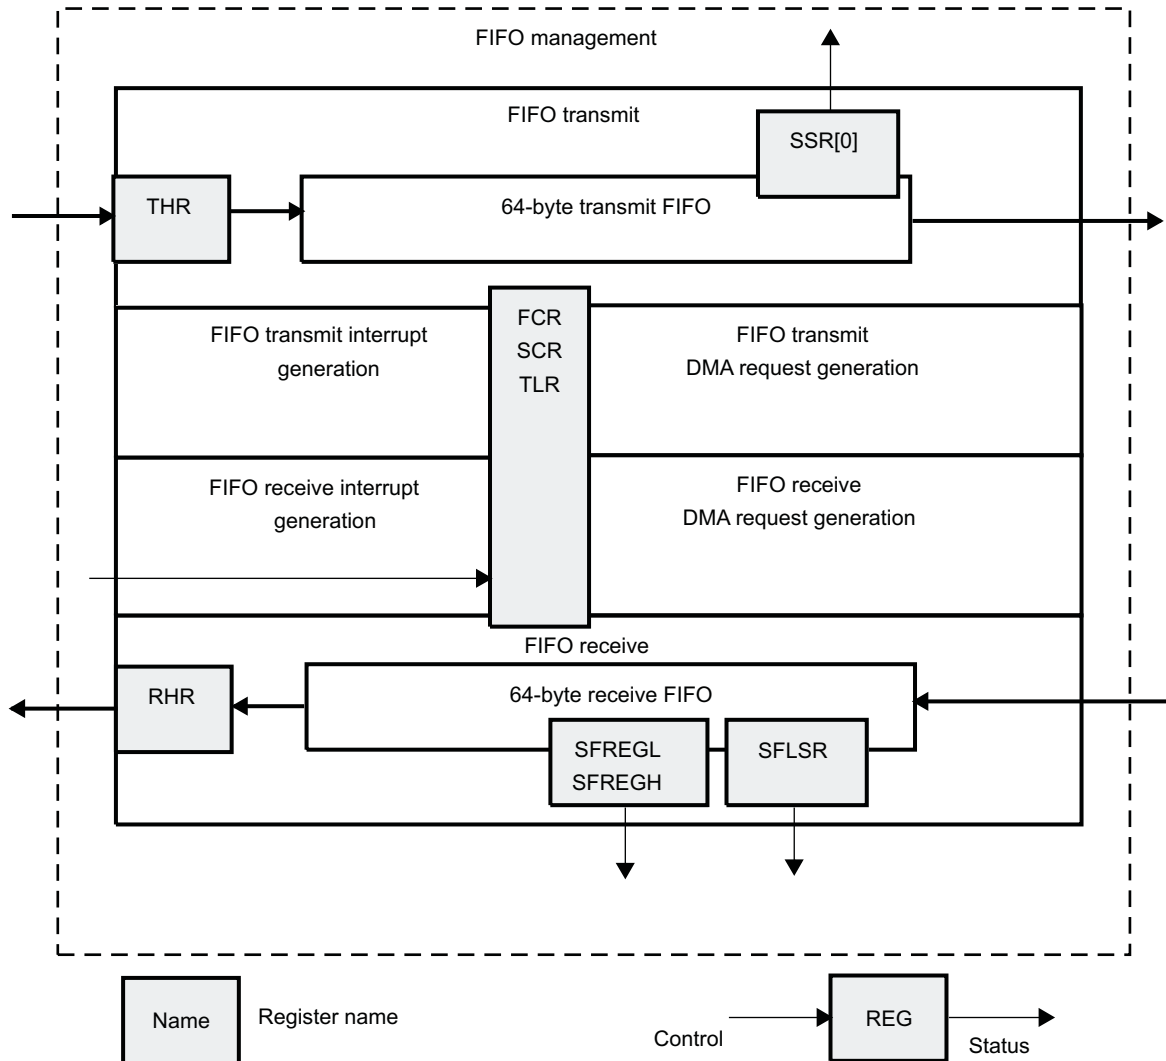 FIFO management
FIFO transmit
SSR[0]
THR
64-byte transmit FIFO
FCR
SCR
TLR
FIFO transmit interrupt
generation
FIFO transmit
DMA request generation
FIFO receive interrupt
generation
FIFO receive
DMA request generation
FIFO receive
RHR
64-byte receive FIFO
SFREGL
SFREGH
SFLSR
Name
Register name
Control
REG
Status